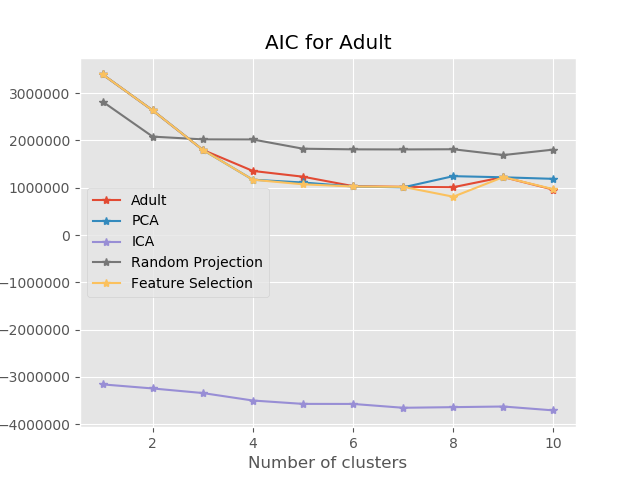 AIC for Adult
3000000
2000000
1000000
0
−1000000
−2000000
−3000000
−4000000
Adult
PCA
ICA
Random Projection
Feature Selection
2 4 6 8 10
Number of clusters